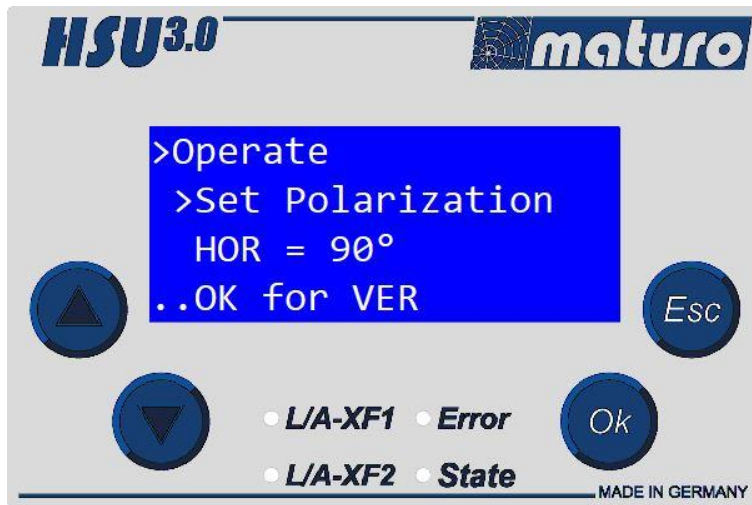 HSU3.0
maturo
>Operate
>Set Polarization
HOR = 90°
..OK for VER
Esc
Ok
L/A-XF1 Error
L/A-XF2 State
MADE IN GERMANY